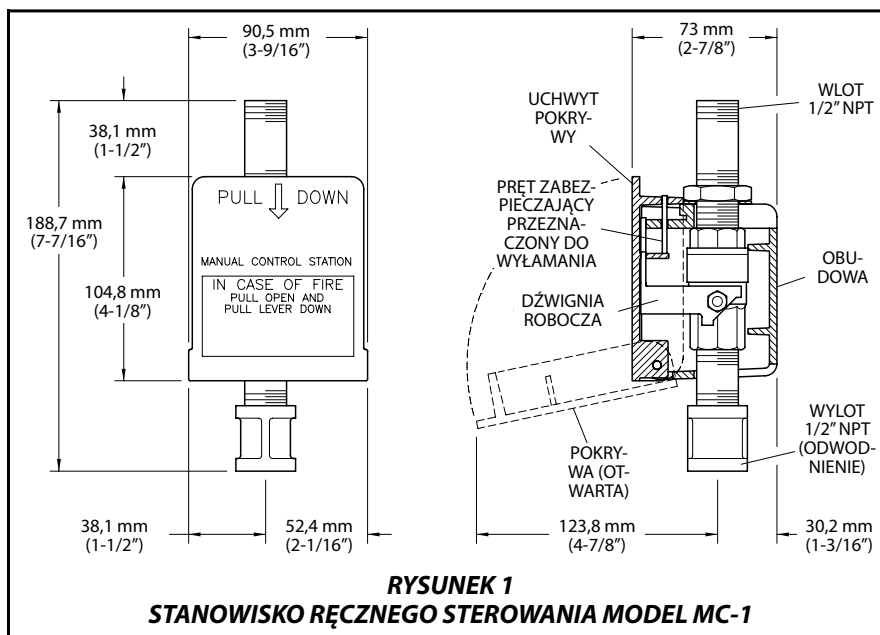 90,5 mm
(3-9/16”)
38,1 mm
(1-1/2”)
188,7 mm
(7-7/16”)
104,8 mm
(4-1/8”)
PULL DOWN
MANUAL CONTROL STATION
IN CASE OF FIRE
PULL OPEN AND
PULL LEVER DOWN
38,1 mm
(1-1/2”)
52,4 mm
(2-1/16”)
73 mm
(2-7/8”)
UCHWYT
POKRY-
WY
WLOT
1/2” NPT
PRĘT ZABEZ-
PIECZAJĄCY
PRZEZNA-
CZONY DO
WYŁAMANIA
OBU-
DOWA
DŹWIGNIA
ROBOCZA
POKRY-
WA (OT-
WARTA)
WYLOT
1/2” NPT
(ODWOD-
NIENIE)
123,8 mm
(4-7/8”)
30,2 mm
(1-3/16”)
RYSUNEK 1
STANOWISKO RĘCZNEGO STEROWANIA MODEL MC-1